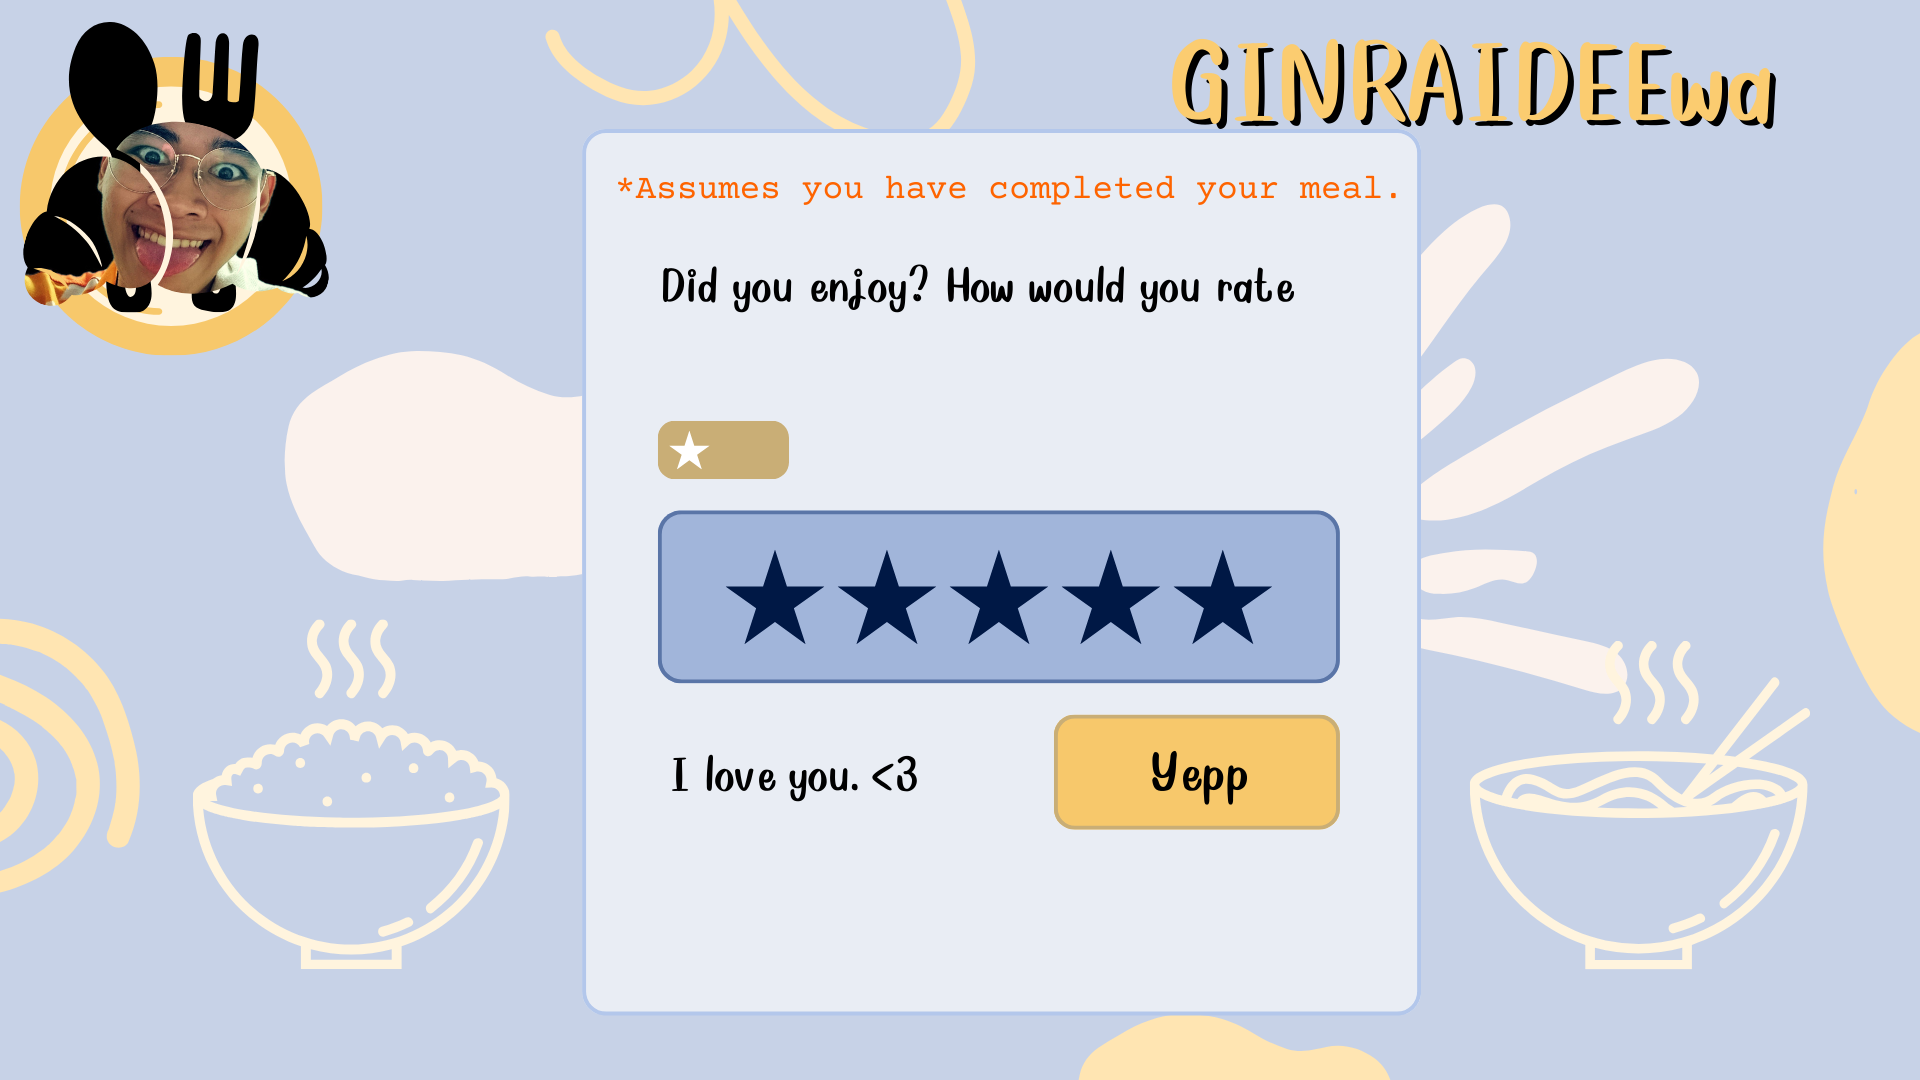 GINRAIDEEwa
*Assumes you have completed your meal.
Did you enjoy? How would you rate
I love you. <3
Yepp